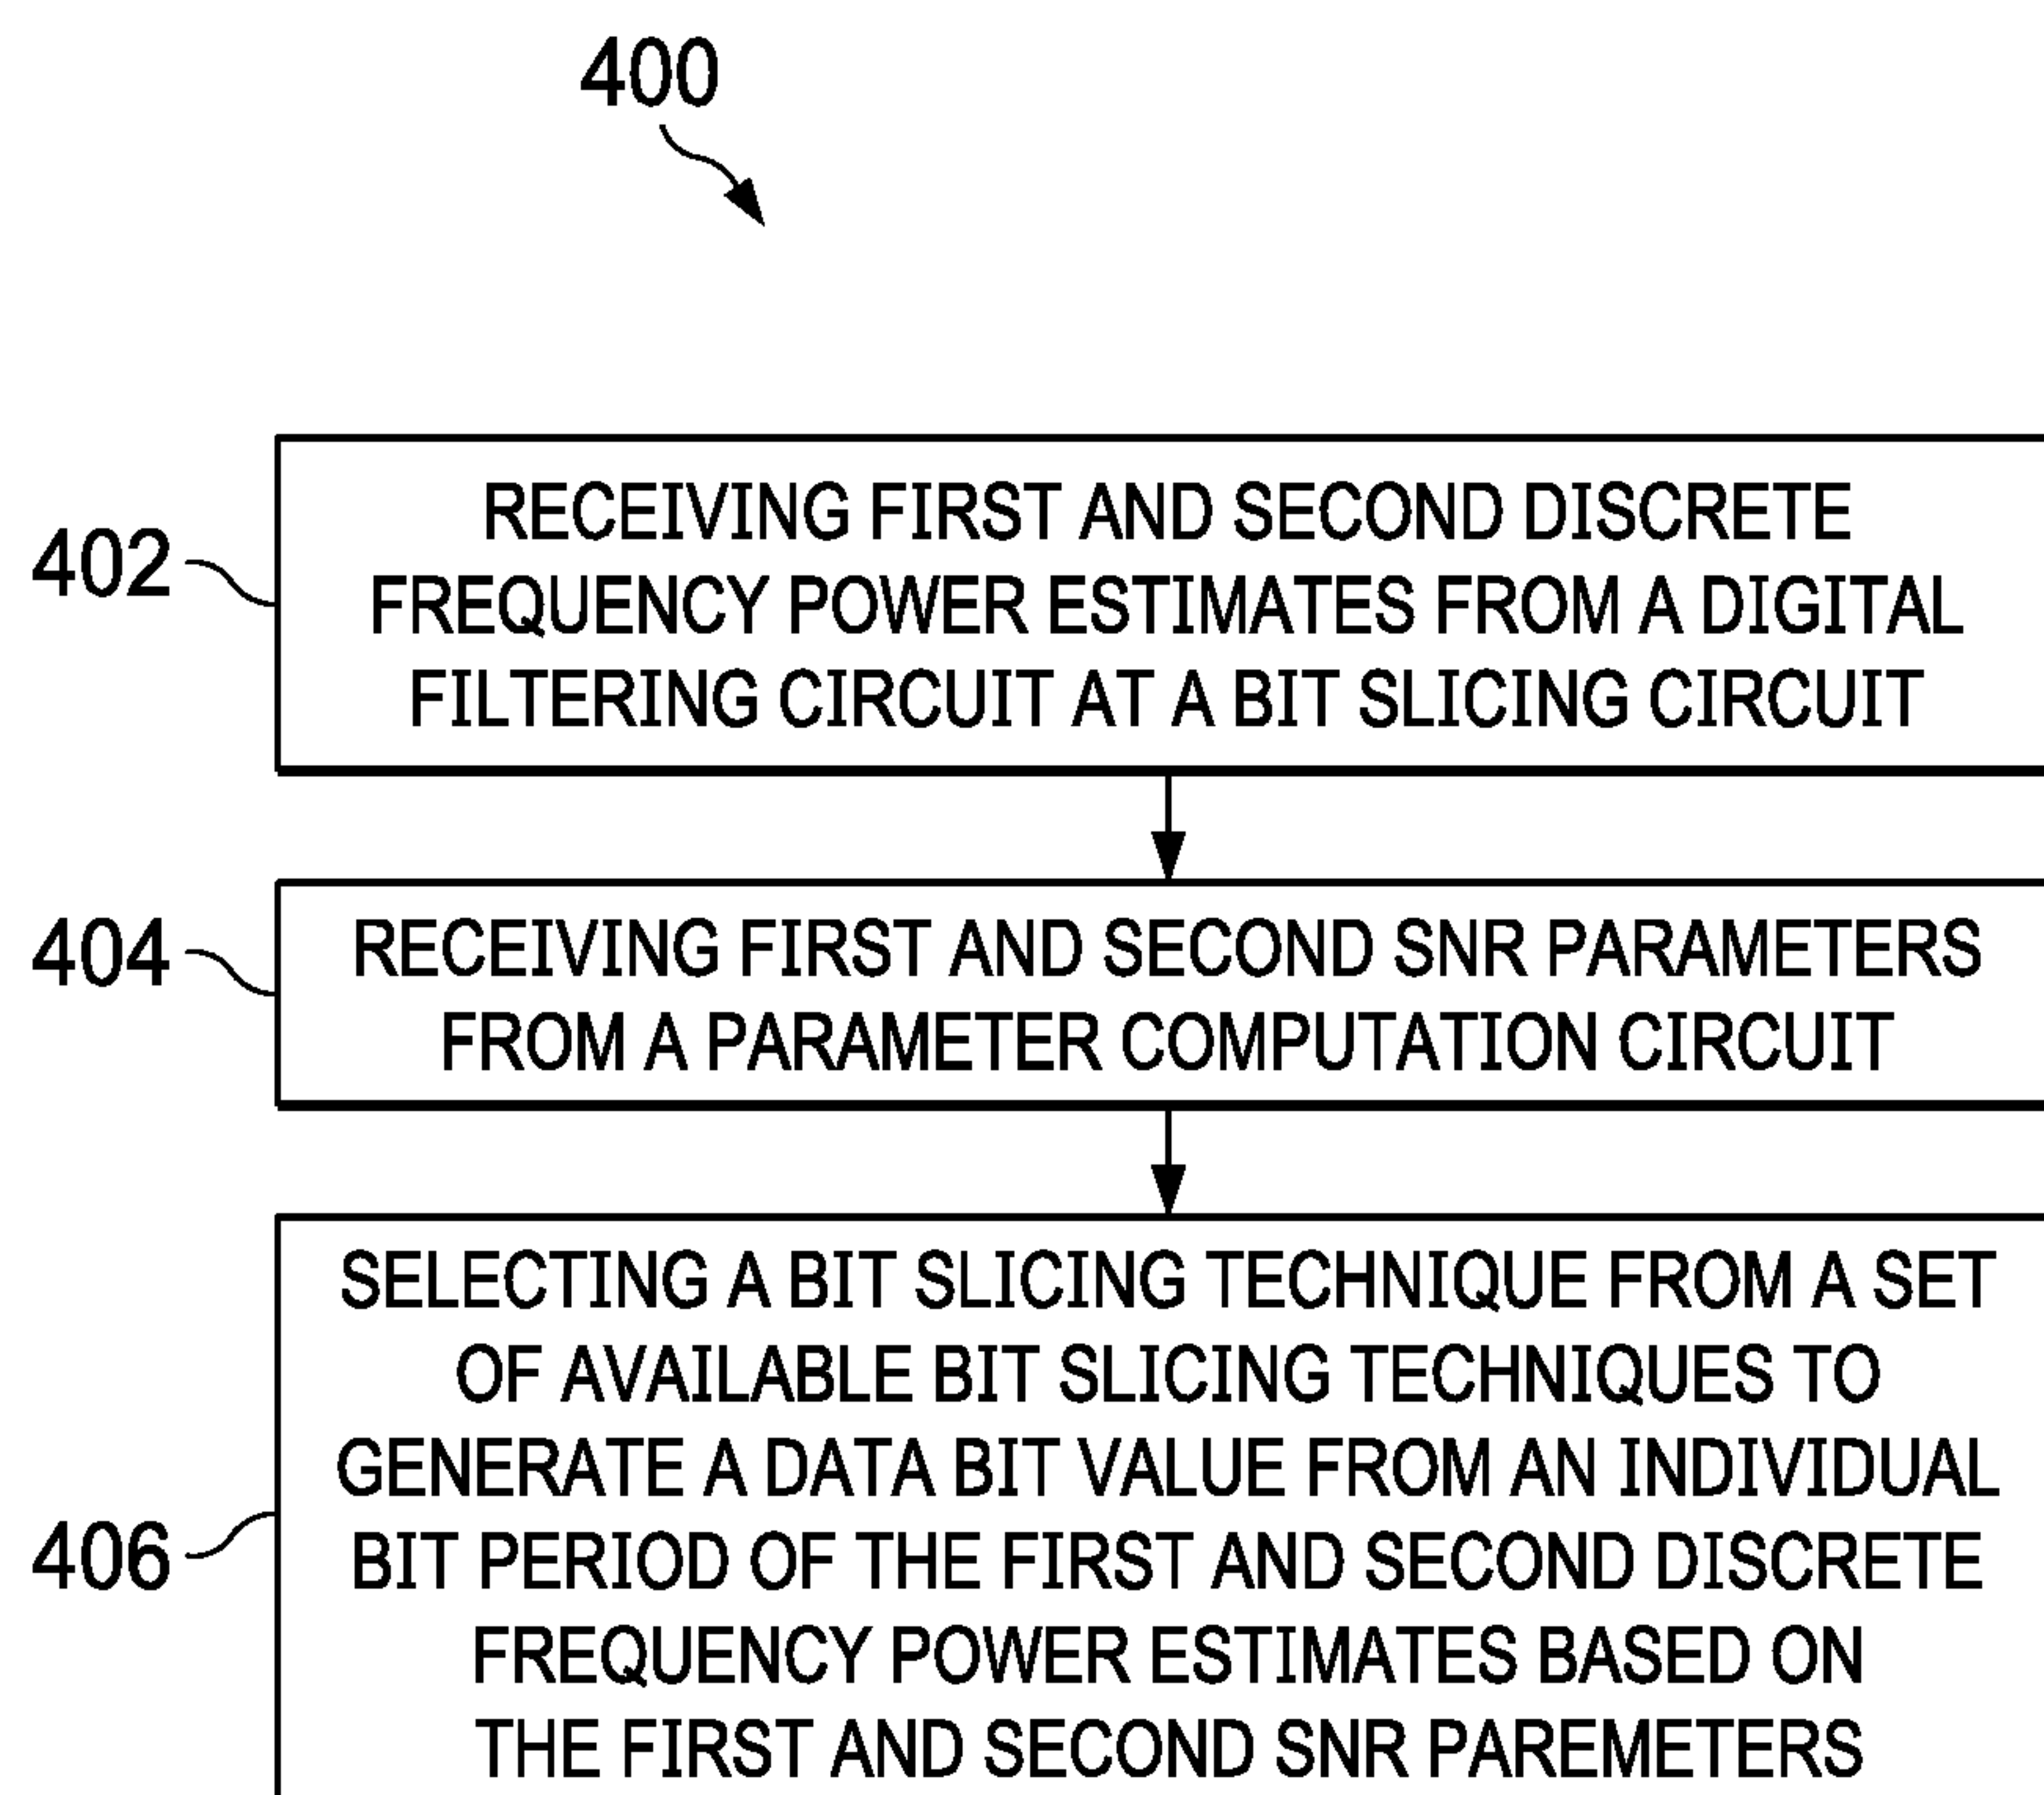 400
402
RECEIVING FIRST AND SECOND DISCRETE
FREQUENCY POWER ESTIMATES FROM A DIGITAL
FILTERING CIRCUIT AT A BIT SLICING CIRCUIT
404
RECEIVING FIRST AND SECOND SNR PARAMETERS
FROM A PARAMETER COMPUTATION CIRCUIT
406
SELECTING A BIT SLICING TECHNIQUE FROM A SET
OF AVAILABLE BIT SLICING TECHNIQUES TO
GENERATE A DATA BIT VALUE FROM AN INDIVIDUAL
BIT PERIOD OF THE FIRST AND SECOND DISCRETE
FREQUENCY POWER ESTIMATES BASED ON
THE FIRST AND SECOND SNR PAREMETERS